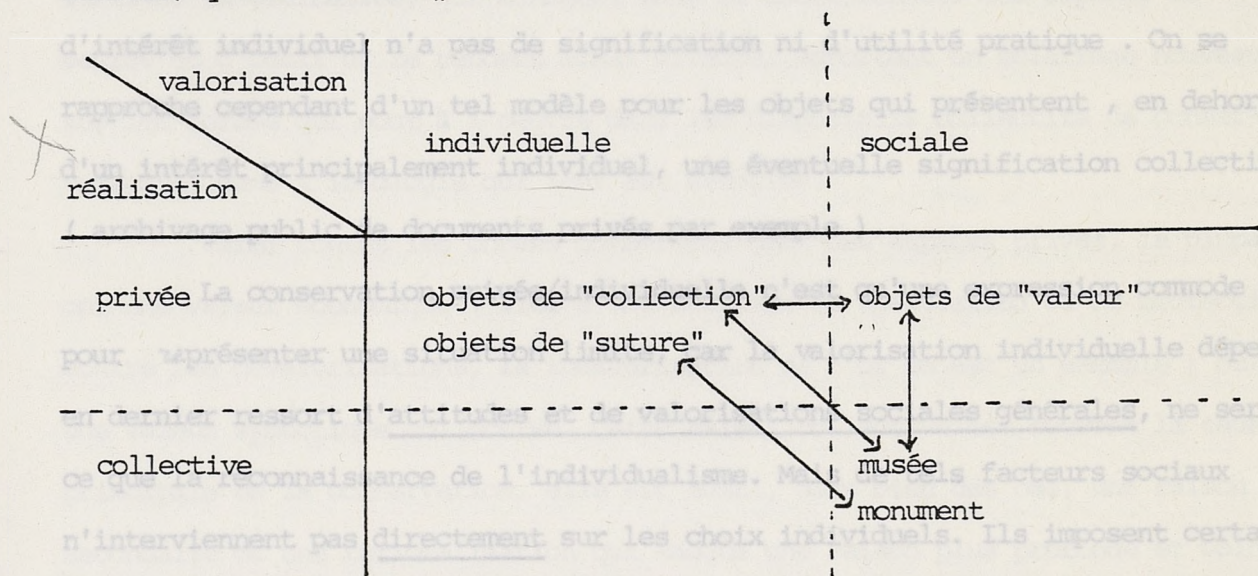 d'intérêt individuel n'a pas de signification ni d'utilité pratique . On se
valorisation
rapproche cependant d'un tel modèle pour les objets qui présentent , en dehor
individuelle sociale
d'un intérêt principalement individuel, une éventuelle signification collecti
réalisation
( archivage public de documents privés par exemple )
privée objets de "collection" objets de "valeur"
La conservation privée/individuelle n'est qu'une expression commode
objets de "suture"
pour représenter une situation limite, car la valorisation individuelle dépe
en dernier ressort d'attitudes et de valorisations sociales générales, ne ser
collective musée
ce que la reconnaissance de l'individualisme. Mais de tels facteurs sociaux
monument
n'interviennent pas directement sur les choix individuels. Ils imposent certa